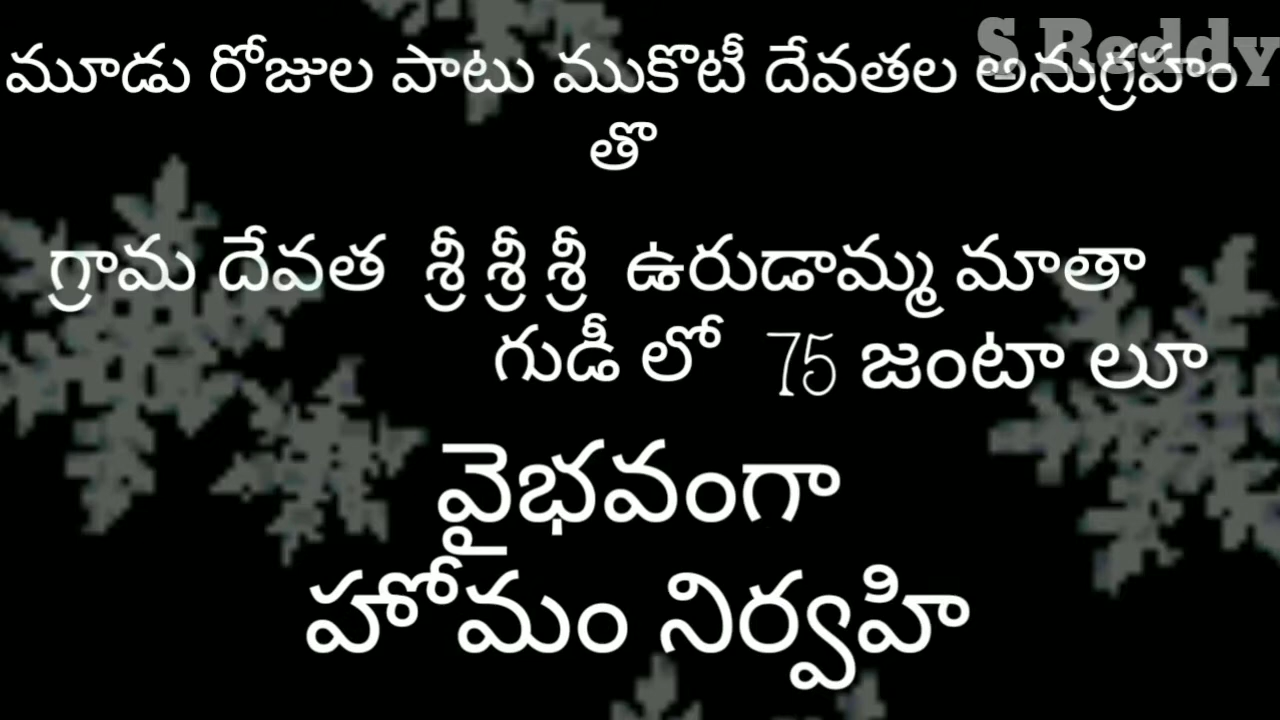 S Reddy
మూడు రోజుల పాటు ముకొటీ దేవతల అనుగ్రహం
తొ
గ్రామ దేవత శ్రీ శ్రీ శ్రీ ఉరుడామ్మ మాతా
గుడీ లో 75 జంటా లూ
వైభవంగా
హోమం నిర్వహి